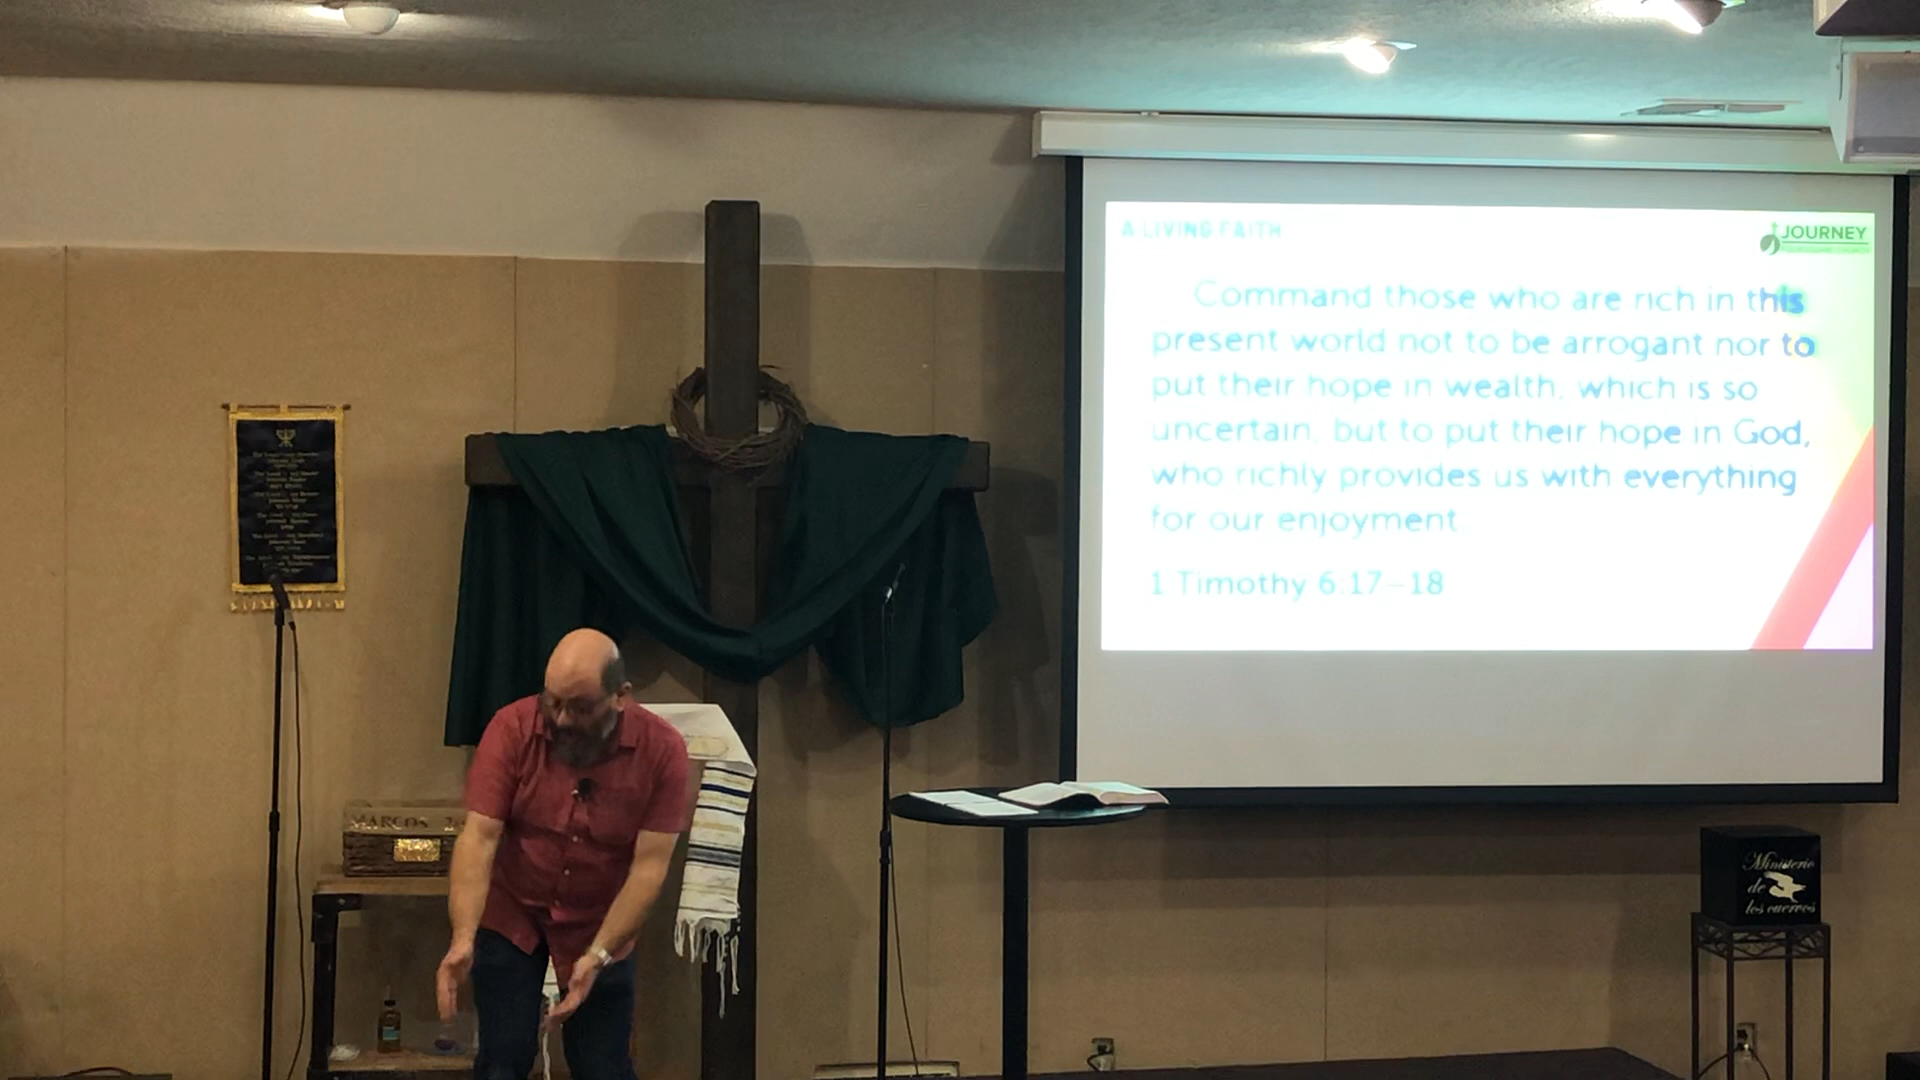 A LIVING FAITH
JOURNEY
Command those who are rich in this
present world not to be arrogant nor to
put their hope in wealth, which is so
uncertain, but to put their hope in God,
who richly provides us with everything
for our enjoyment.
1 Timothy 6:17–18
MARCOS
Ministerio
de
los cuervos